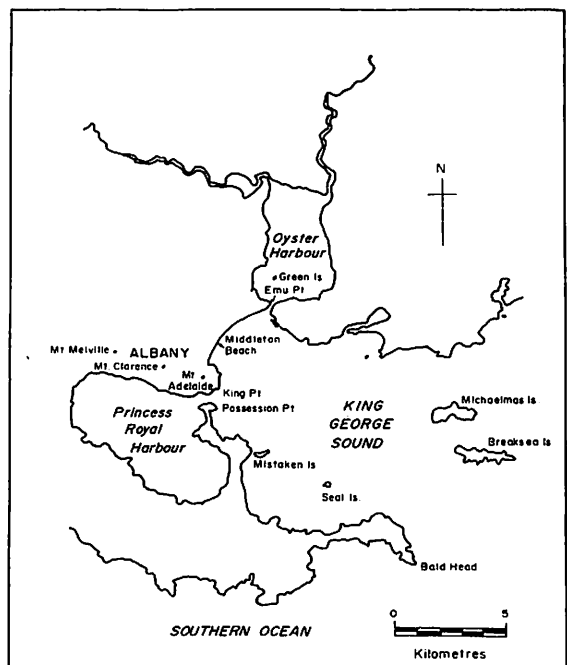 N
Oyster
Harbour
Green Is
Emu Pt
Middleton
Beach
Mt Melville
ALBANY
Mt. Clarence
Mt
Adelaide
King Pt
Possession Pt
Princess
Royal
Harbour
KING
GEORGE
SOUND
Michaelmas Is
Breaksea Is
Mistaken Is
Seal Is.
Bald Head
SOUTHERN OCEAN
0
5
Kilometres